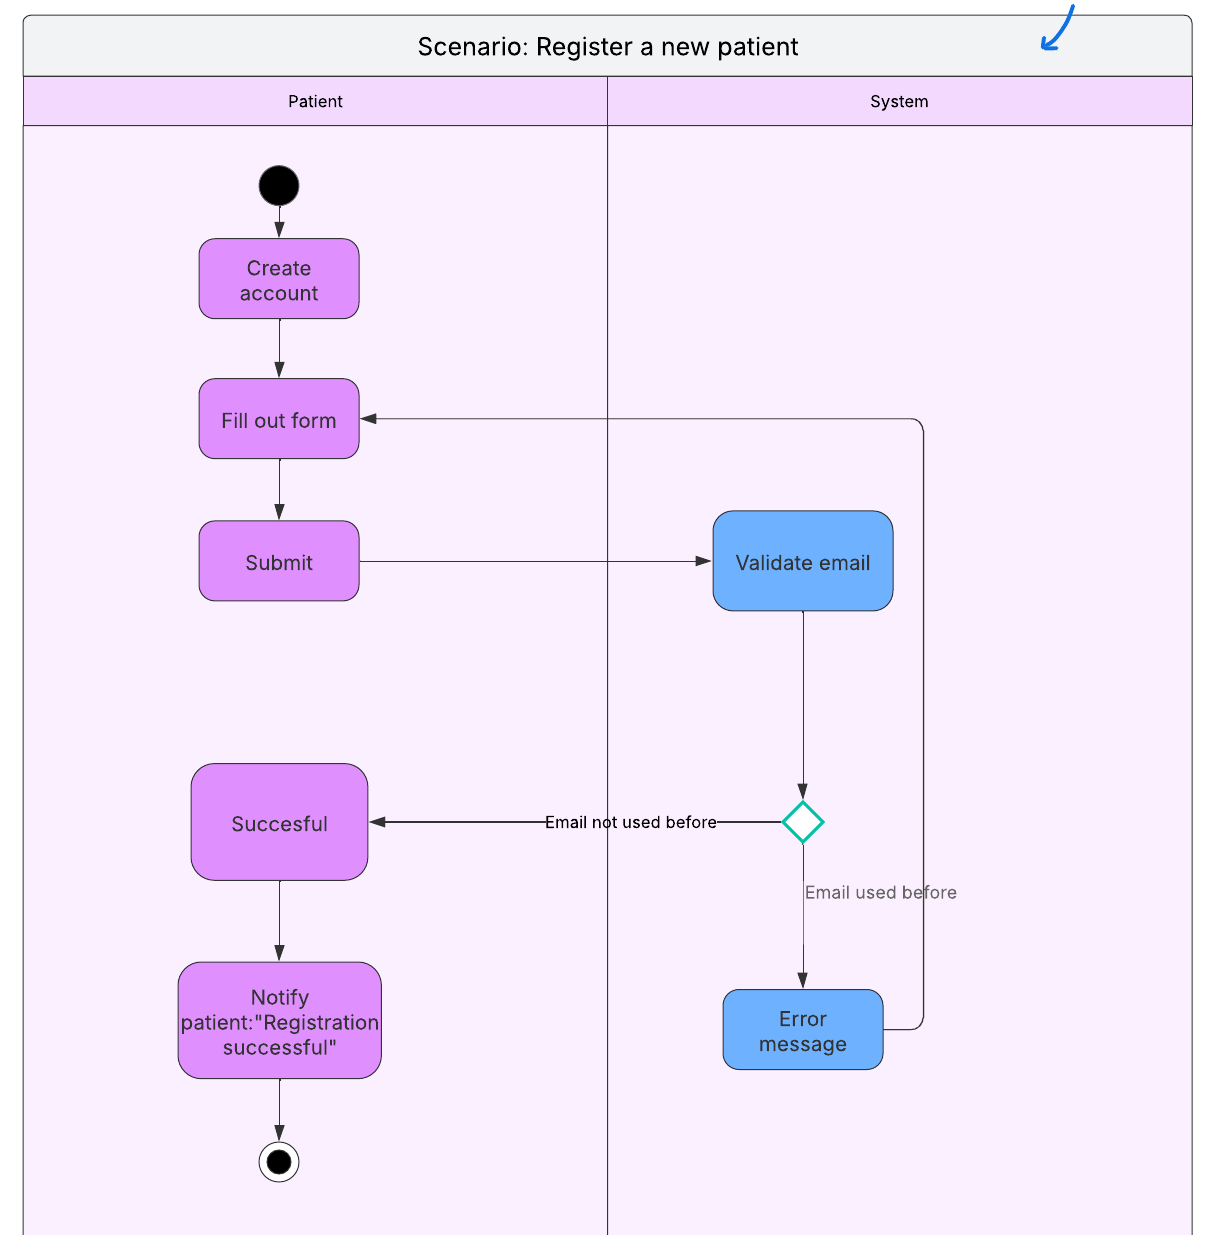 Scenario: Register a new patient
Patient
System
Create
account
Fill out form
Submit
Validate email
Succesful
Email not used before
Email used before
Notify
patient:"Registration
successful"
Error
message